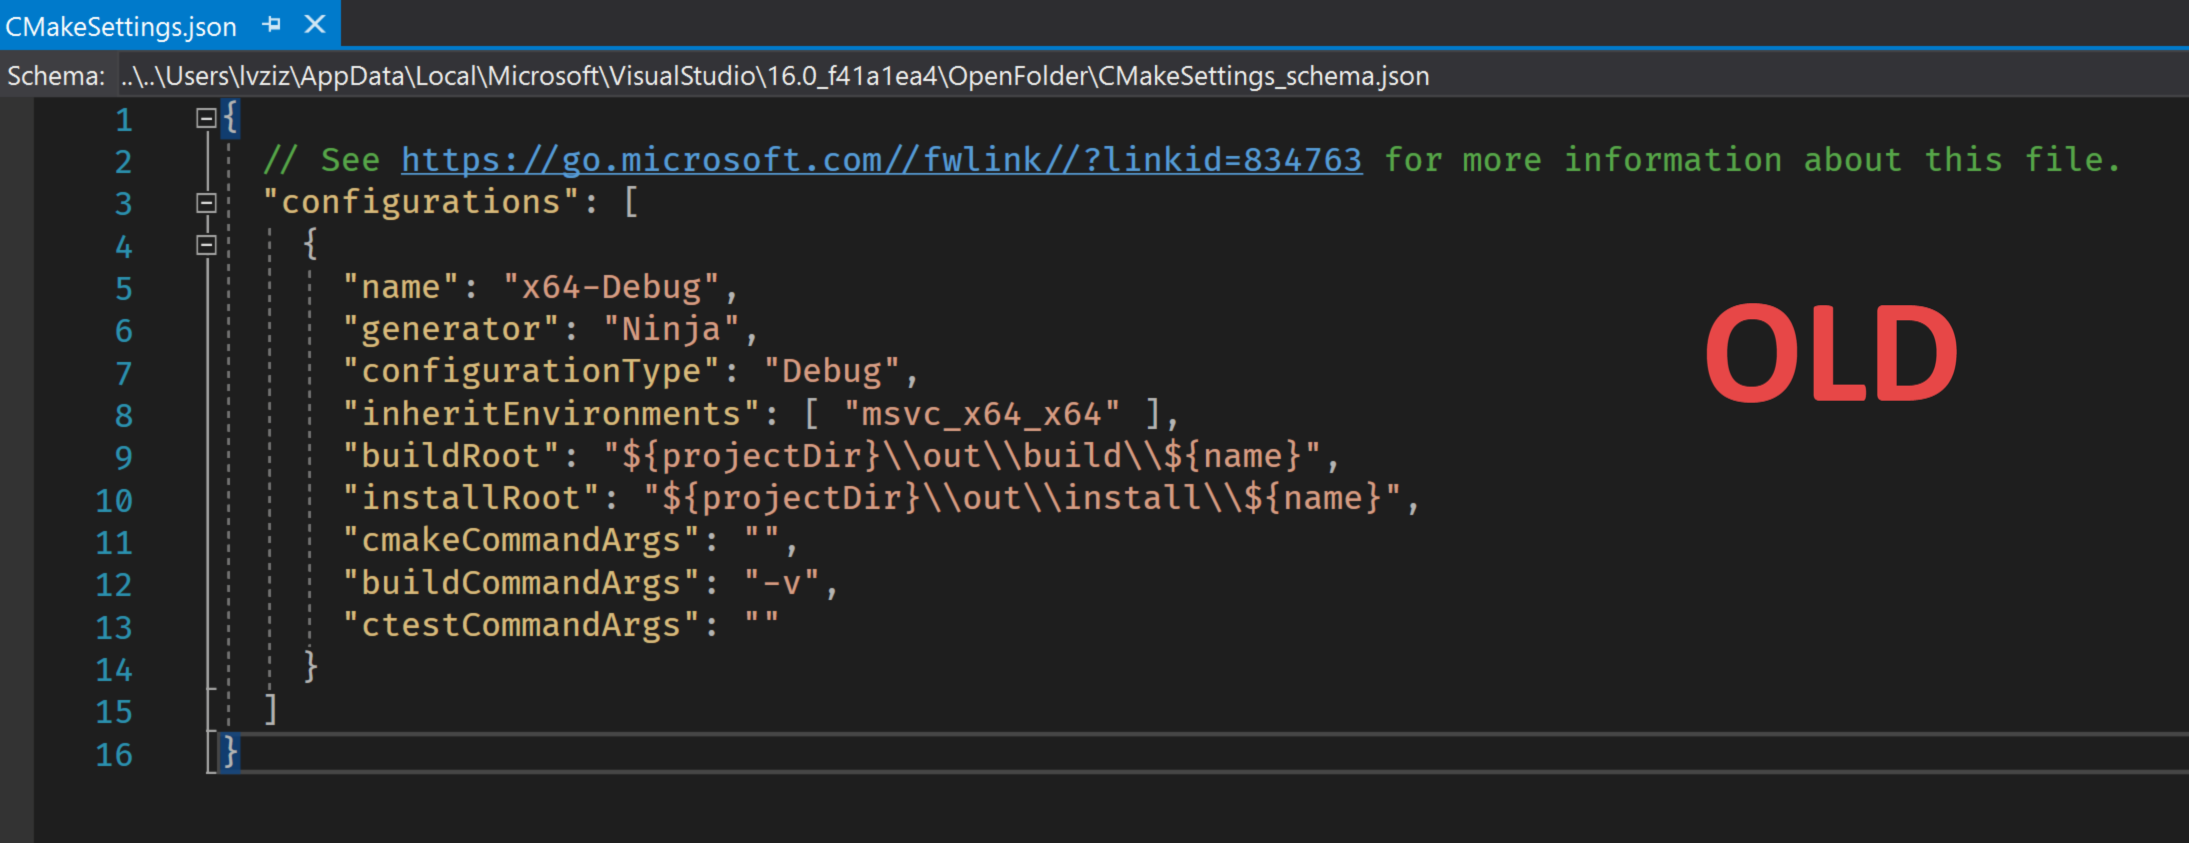 CMakeSettings.json
Schema: ..\..\Users\lvziz\AppData\Local\Microsoft\VisualStudio\16.0_f41a1ea4\OpenFolder\CMakeSettings_schema.json
1 {
2 // See https://go.microsoft.com//fwlink//?linkid=834763 for more information about this file.
3 "configurations": [
4 {
5 "name": "x64-Debug",
6 "generator": "Ninja",
7 "configurationType": "Debug",
8 "inheritEnvironments": [ "msvc_x64_x64" ],
9 "buildRoot": "${projectDir}\\out\\build\\${name}",
10 "installRoot": "${projectDir}\\out\\install\\${name}",
11 "cmakeCommandArgs": "",
12 "buildCommandArgs": "-v",
13 "ctestCommandArgs": ""
14 }
15 ]
16 }
OLD